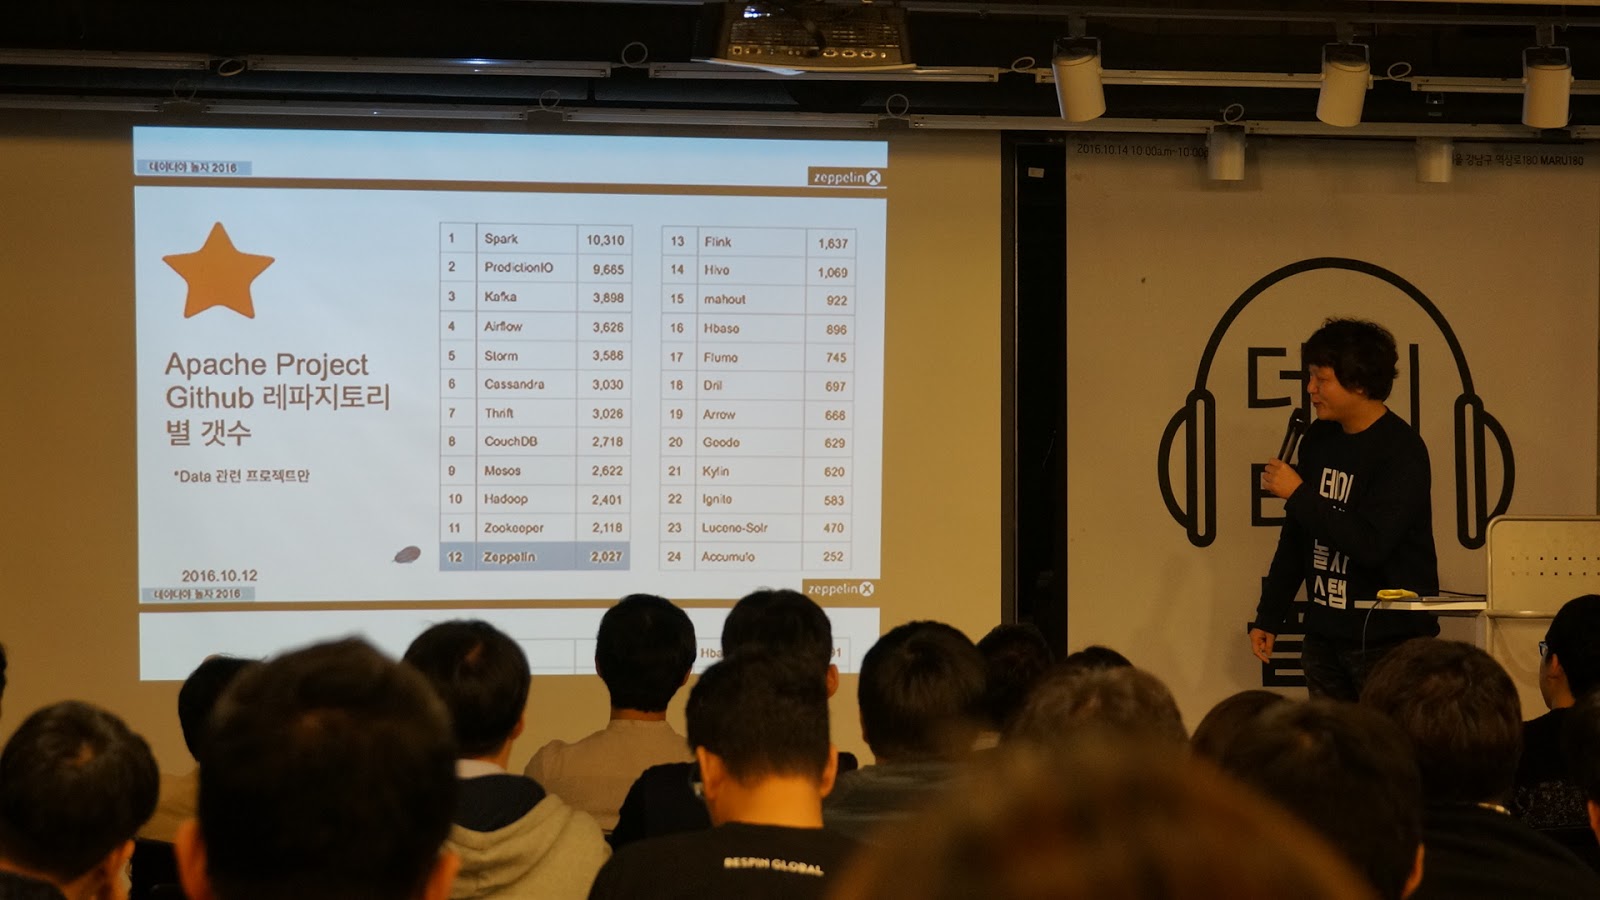 데이터야 놀자 2016
zeppelinX
Apache Project
Github 레파지토리
별 갯수
*Data 관련 프로젝트만
2016.10.12
데이터야 놀자 2016
zeppelinX
1 Spark 10,310
2 PredictionIO 9,665
3 Kafka 3,898
4 Airflow 3,626
5 Storm 3,586
6 Cassandra 3,030
7 Thrift 3,026
8 CouchDB 2,718
9 Mesos 2,622
10 Hadoop 2,401
11 Zookeeper 2,118
12 Zeppelin 2,027
13 Flink 1,637
14 Hive 1,069
15 mahout 922
16 Hbase 896
17 Flume 745
18 Dril 697
19 Arrow 668
20 Geode 629
21 Kylin 620
22 Ignite 583
23 Lucene-Solr 470
24 Accumulo 252
2016.10.14 10:00am-10:00
강남구 역삼로180 MARU180
데이
데이
놀자
스탭
BESPIN GLOBAL